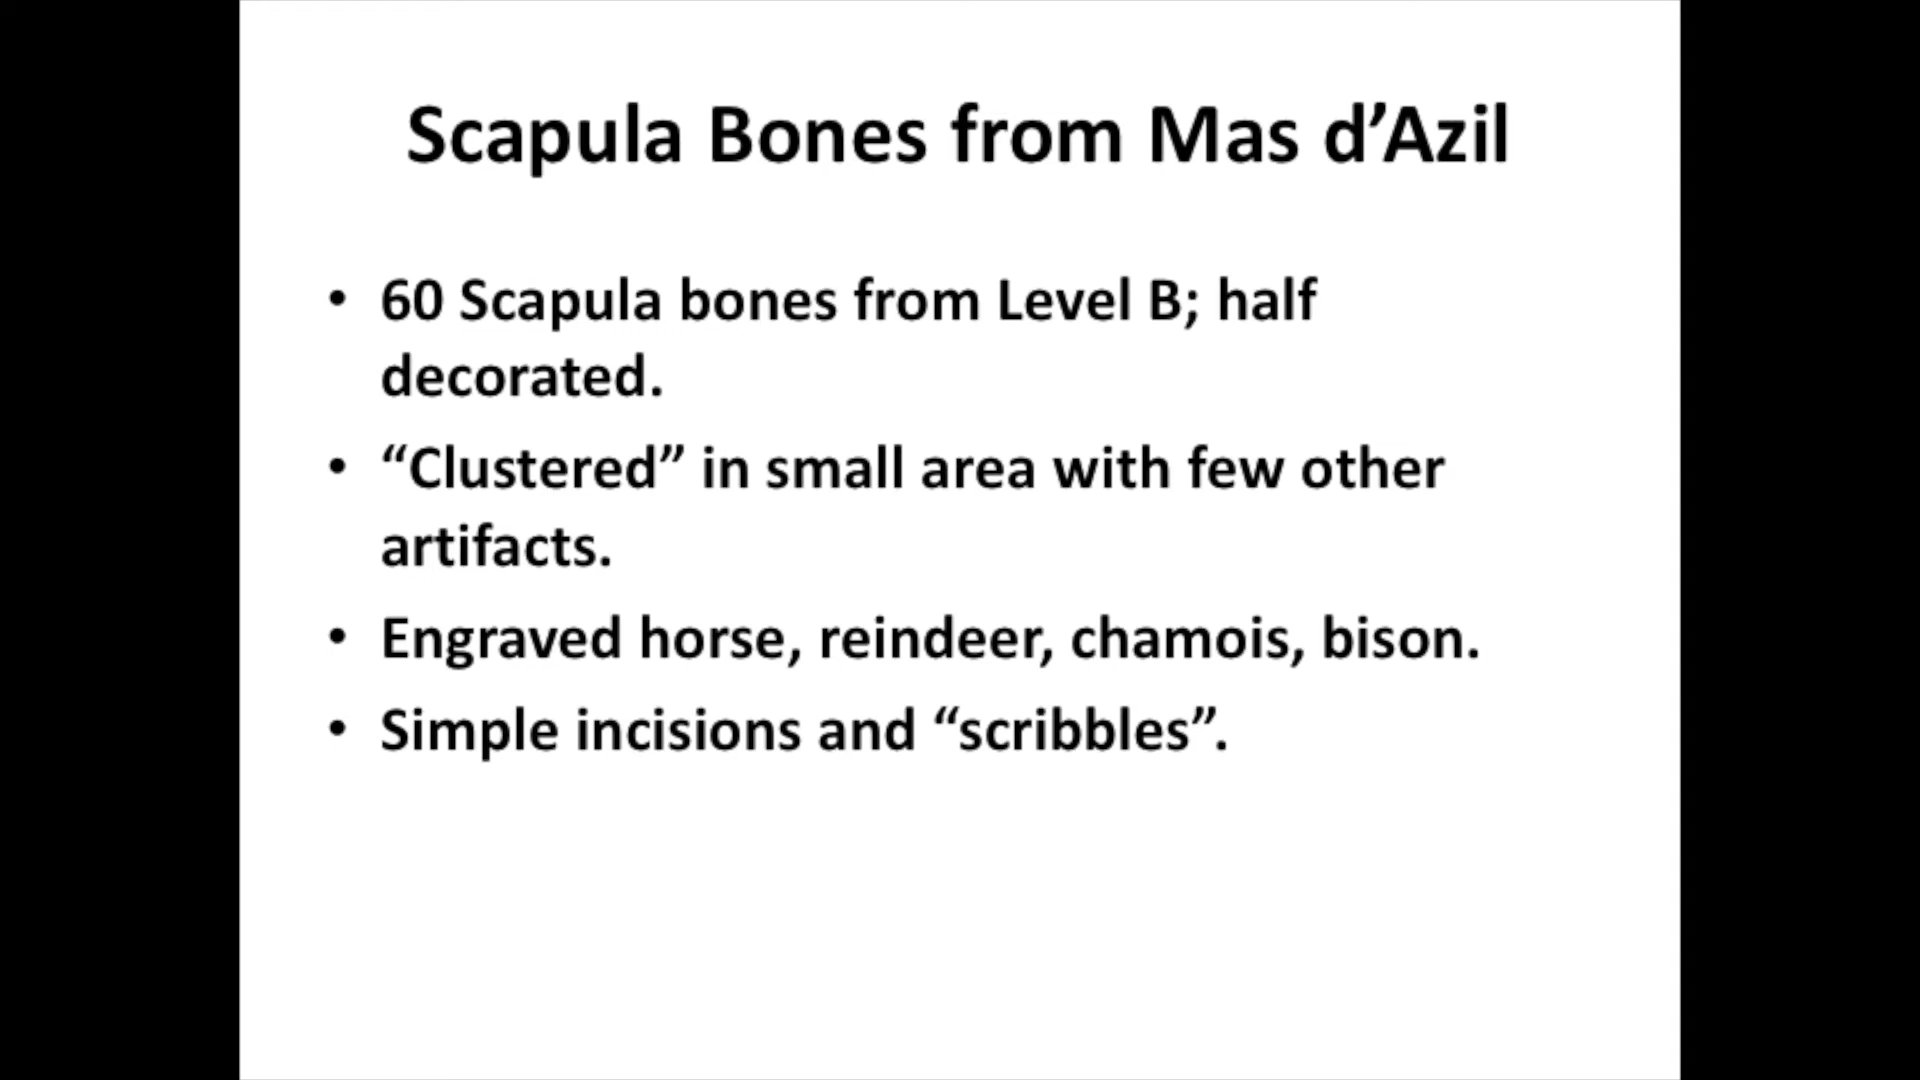 Scapula Bones from Mas d’Azil
• 60 Scapula bones from Level B; half
decorated.
• “Clustered” in small area with few other
artifacts.
• Engraved horse, reindeer, chamois, bison.
• Simple incisions and “scribbles”.